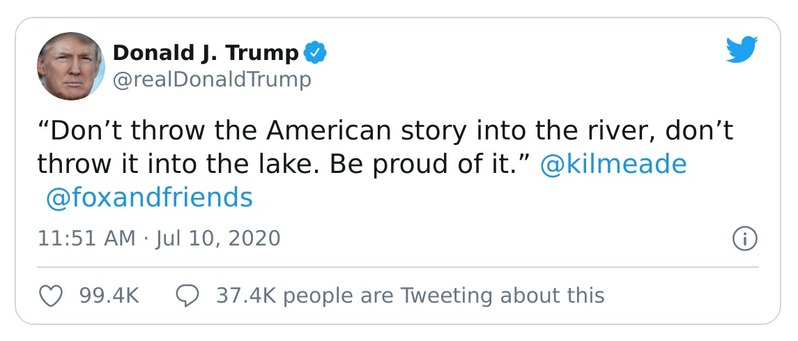 Donald J. Trump
@realDonaldTrump
“Don’t throw the American story into the river, don’t
throw it into the lake. Be proud of it.” @kilmeade
@foxandfriends
11:51 AM · Jul 10, 2020
99.4K 37.4K people are Tweeting about this